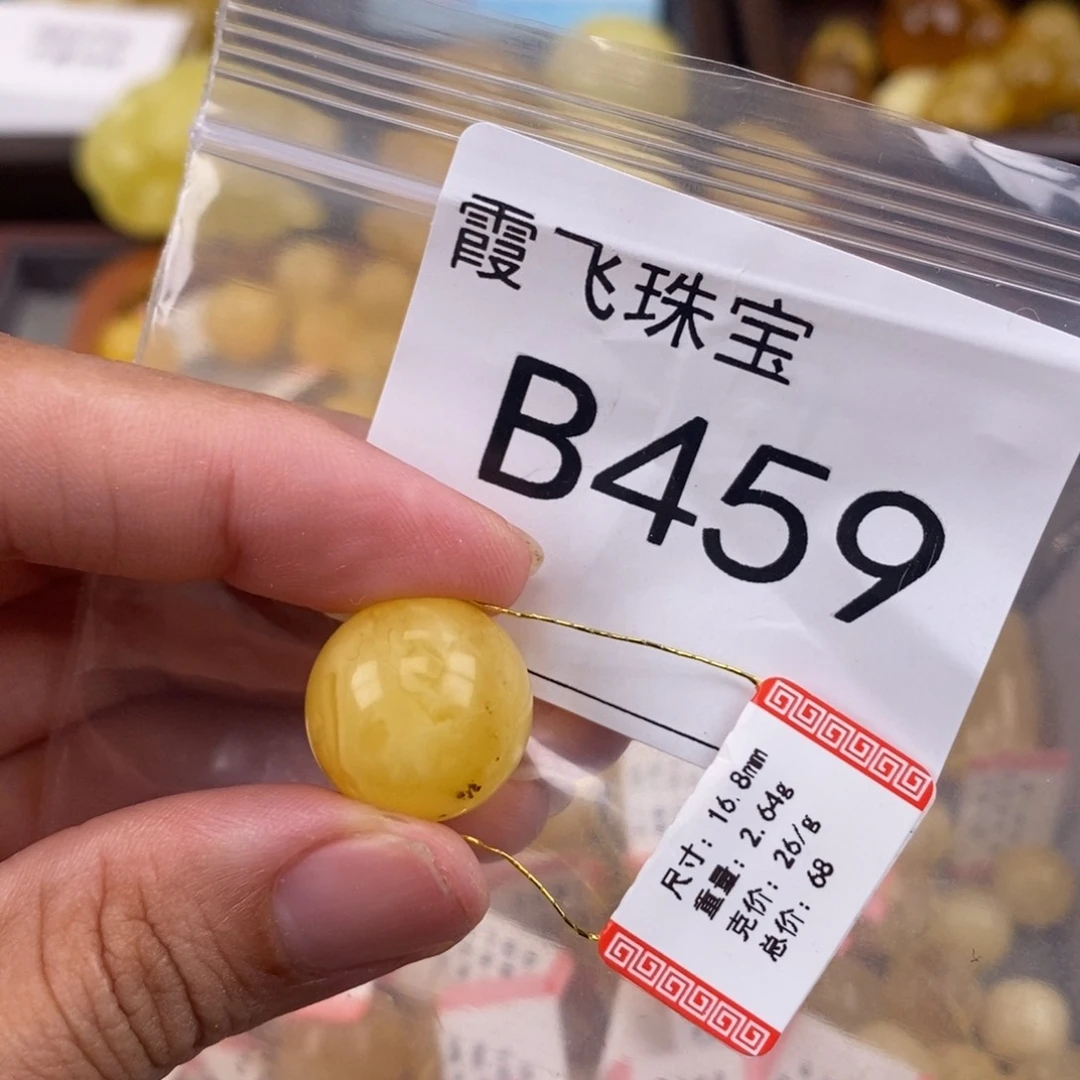 霞飞珠宝
B459
尺寸: 16.8mm
重量: 2.64g
克价: 26/g
总价: 68